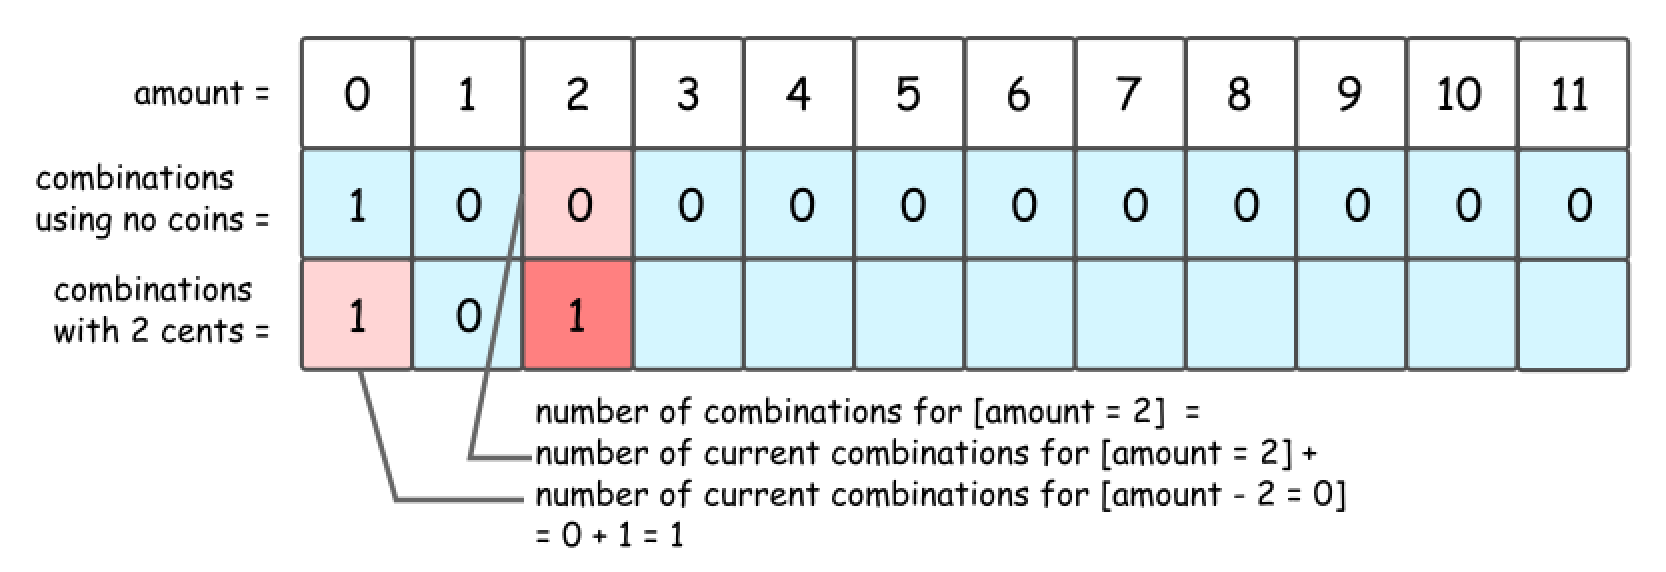 amount = 0 1 2 3 4 5 6 7 8 9 10 11
combinations
using no coins = 1 0 0 0 0 0 0 0 0 0 0 0
combinations
with 2 cents = 1 0 1
number of combinations for [amount = 2] =
number of current combinations for [amount = 2] +
number of current combinations for [amount - 2 = 0]
= 0 + 1 = 1